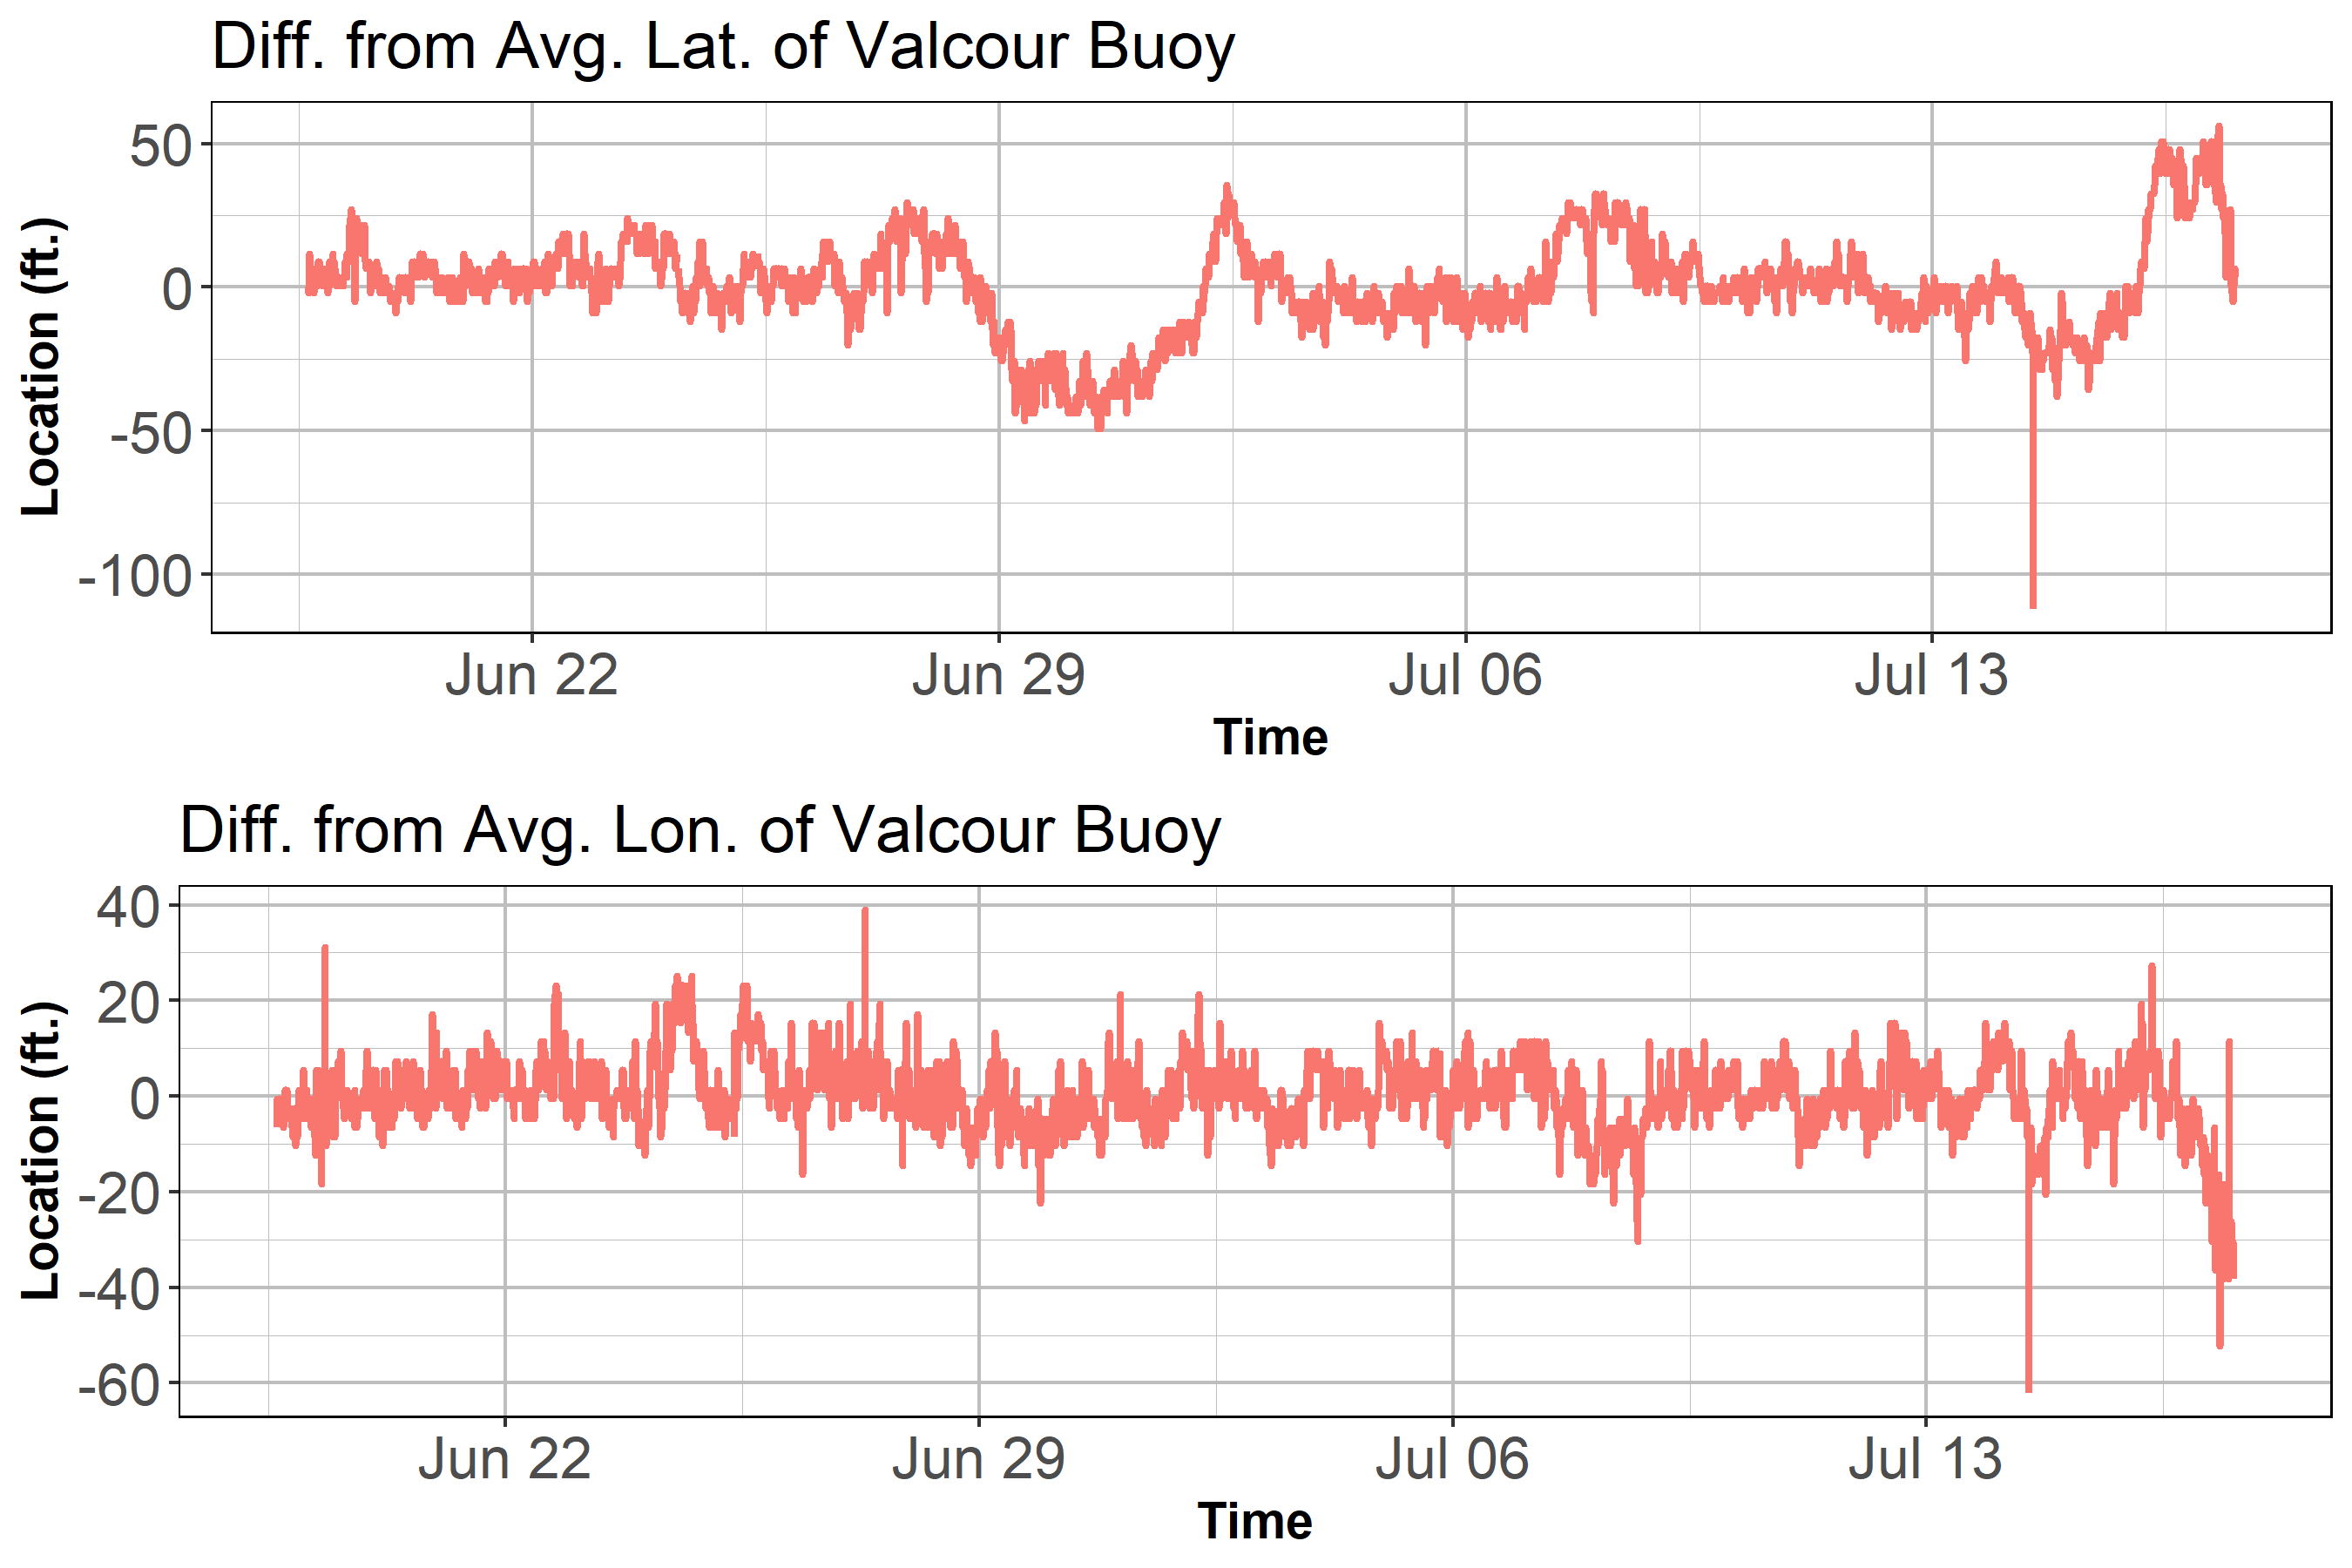 Diff. from Avg. Lat. of Valcour Buoy
Location (ft.)
50
0
-50
-100
Jun 22 Jun 29 Jul 06 Jul 13
Time
Diff. from Avg. Lon. of Valcour Buoy
Location (ft.)
40
20
0
-20
-40
-60
Jun 22 Jun 29 Jul 06 Jul 13
Time